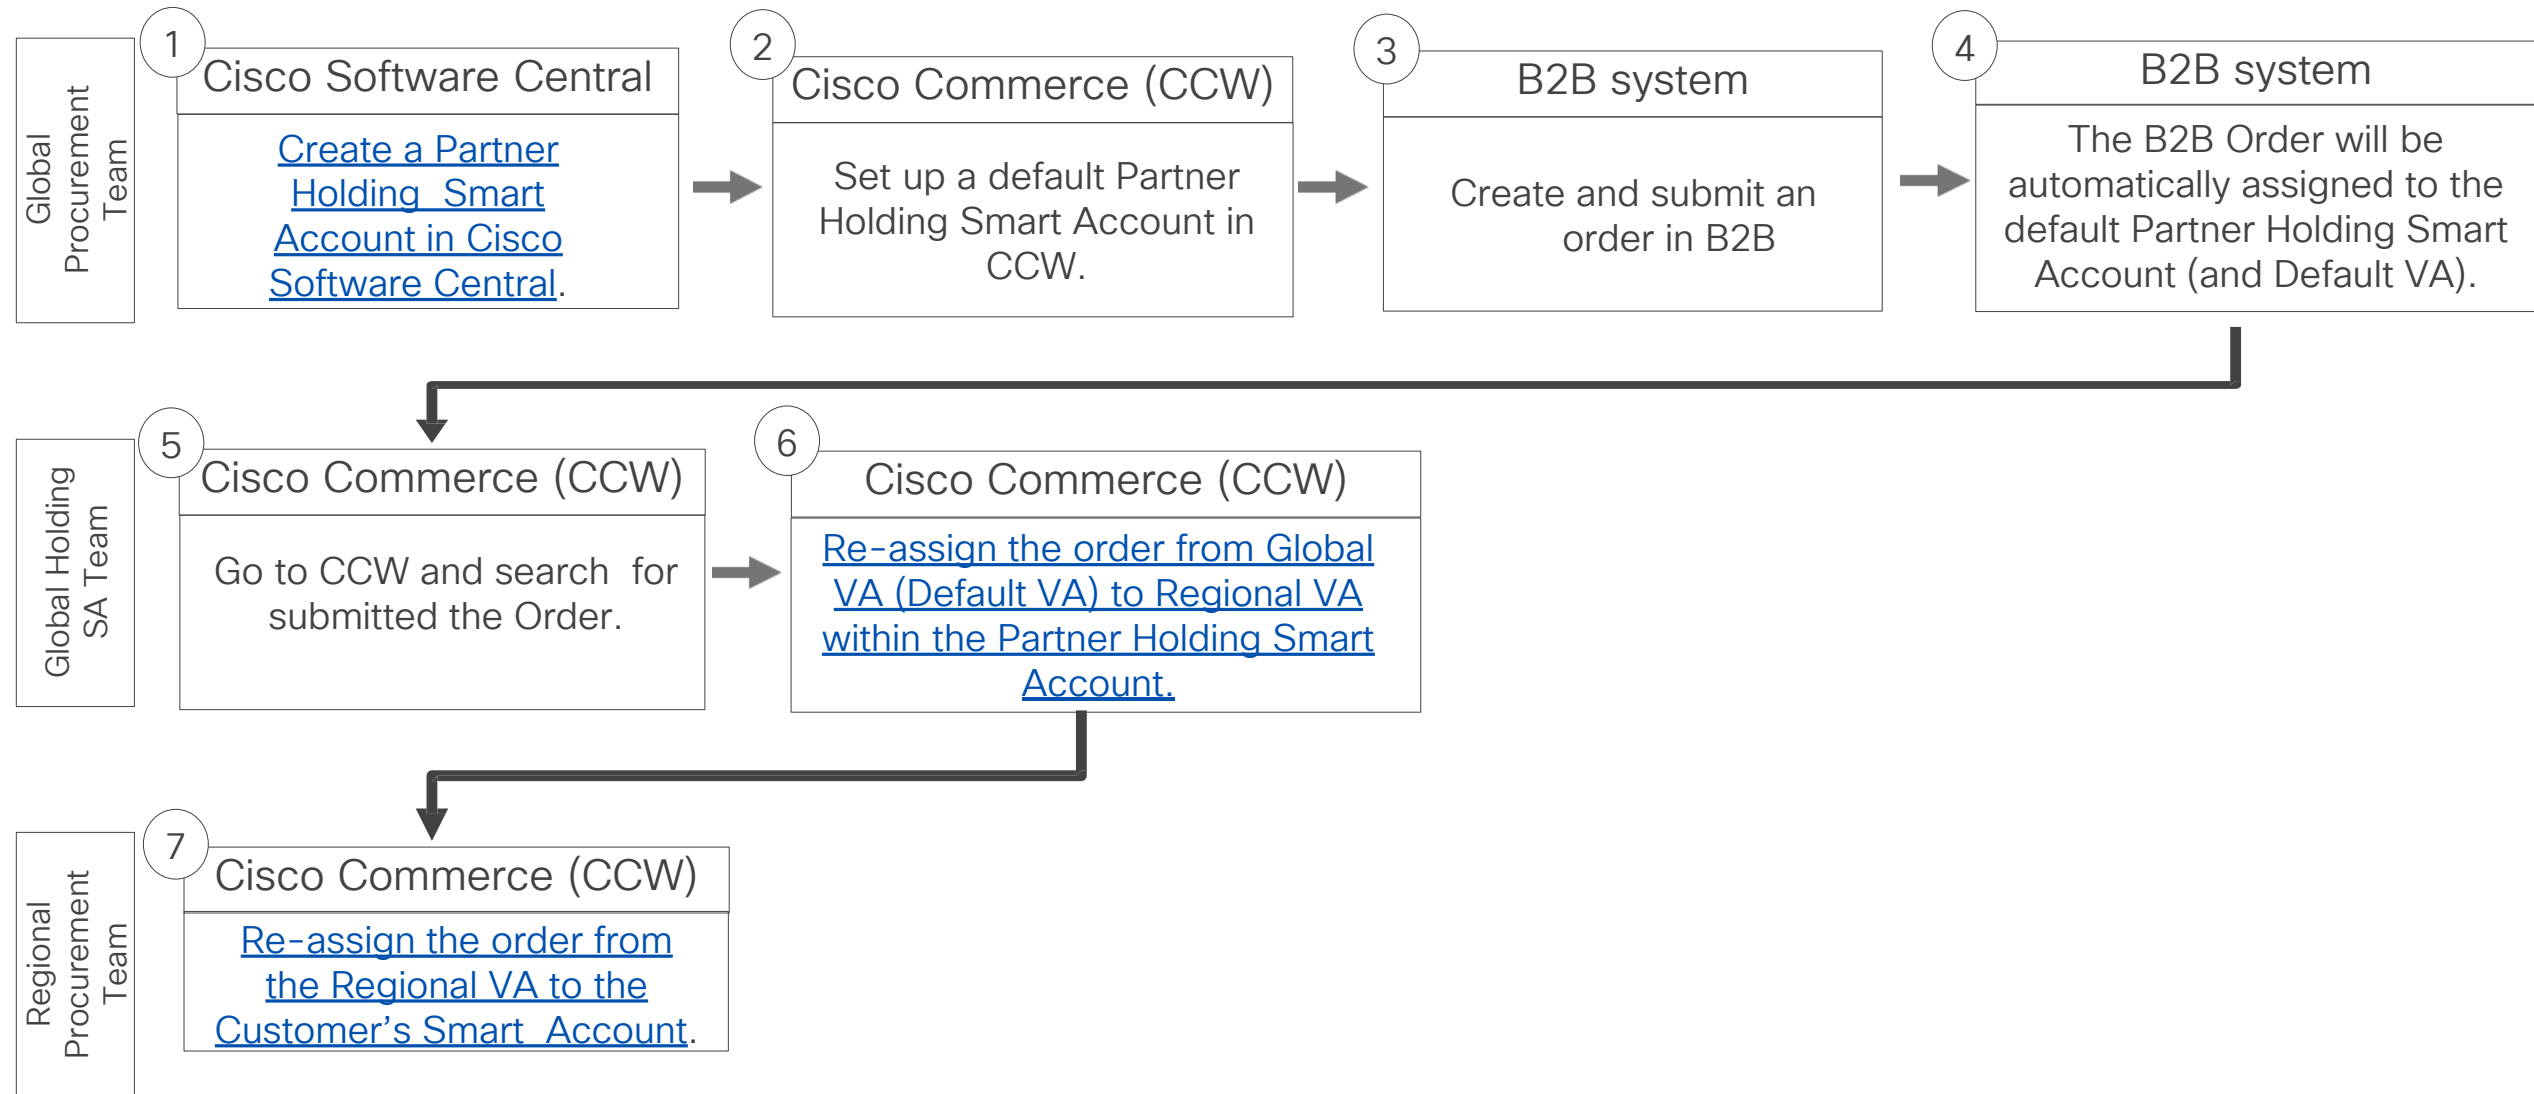 Global
Procurement
Team
1
Cisco Software Central
Create a Partner
Holding  Smart
Account in Cisco
Software Central.
2
Cisco Commerce (CCW)
Set up a default Partner
Holding Smart Account in
CCW.
3
B2B system
Create and submit an
order in B2B
4
B2B system
The B2B Order will be
automatically assigned to the
default Partner Holding Smart
Account (and Default VA).
Global Holding
SA Team
5
Cisco Commerce (CCW)
Go to CCW and search  for
submitted the Order.
6
Cisco Commerce (CCW)
Re-assign the order from Global
VA (Default VA) to Regional VA
within the Partner Holding Smart
Account.
Regional
Procurement
Team
7
Cisco Commerce (CCW)
Re-assign the order from
the Regional VA to the
Customer’s Smart  Account.